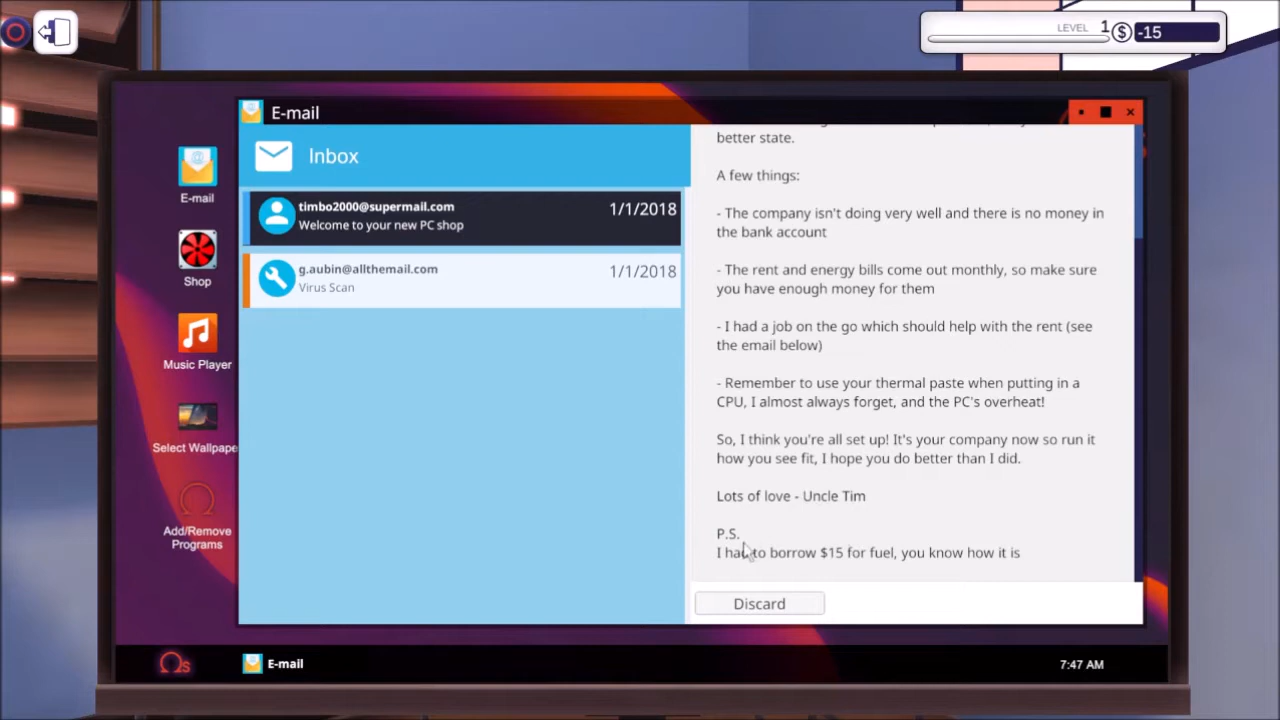 LEVEL 1 $ -15
E-mail
Inbox
timbo2000@supermail.com 1/1/2018
Welcome to your new PC shop
g.aubin@allthemail.com 1/1/2018
Virus Scan
E-mail
Shop
Music Player
Select Wallpape
Add/Remove
Programs
better state.
A few things:
- The company isn't doing very well and there is no money in
the bank account
- The rent and energy bills come out monthly, so make sure
you have enough money for them
- I had a job on the go which should help with the rent (see
the email below)
- Remember to use your thermal paste when putting in a
CPU, I almost always forget, and the PC's overheat!
So, I think you're all set up! It's your company now so run it
how you see fit, I hope you do better than I did.
Lots of love - Uncle Tim
P.S.
I had to borrow $15 for fuel, you know how it is
Discard
Ωs
E-mail
7:47 AM